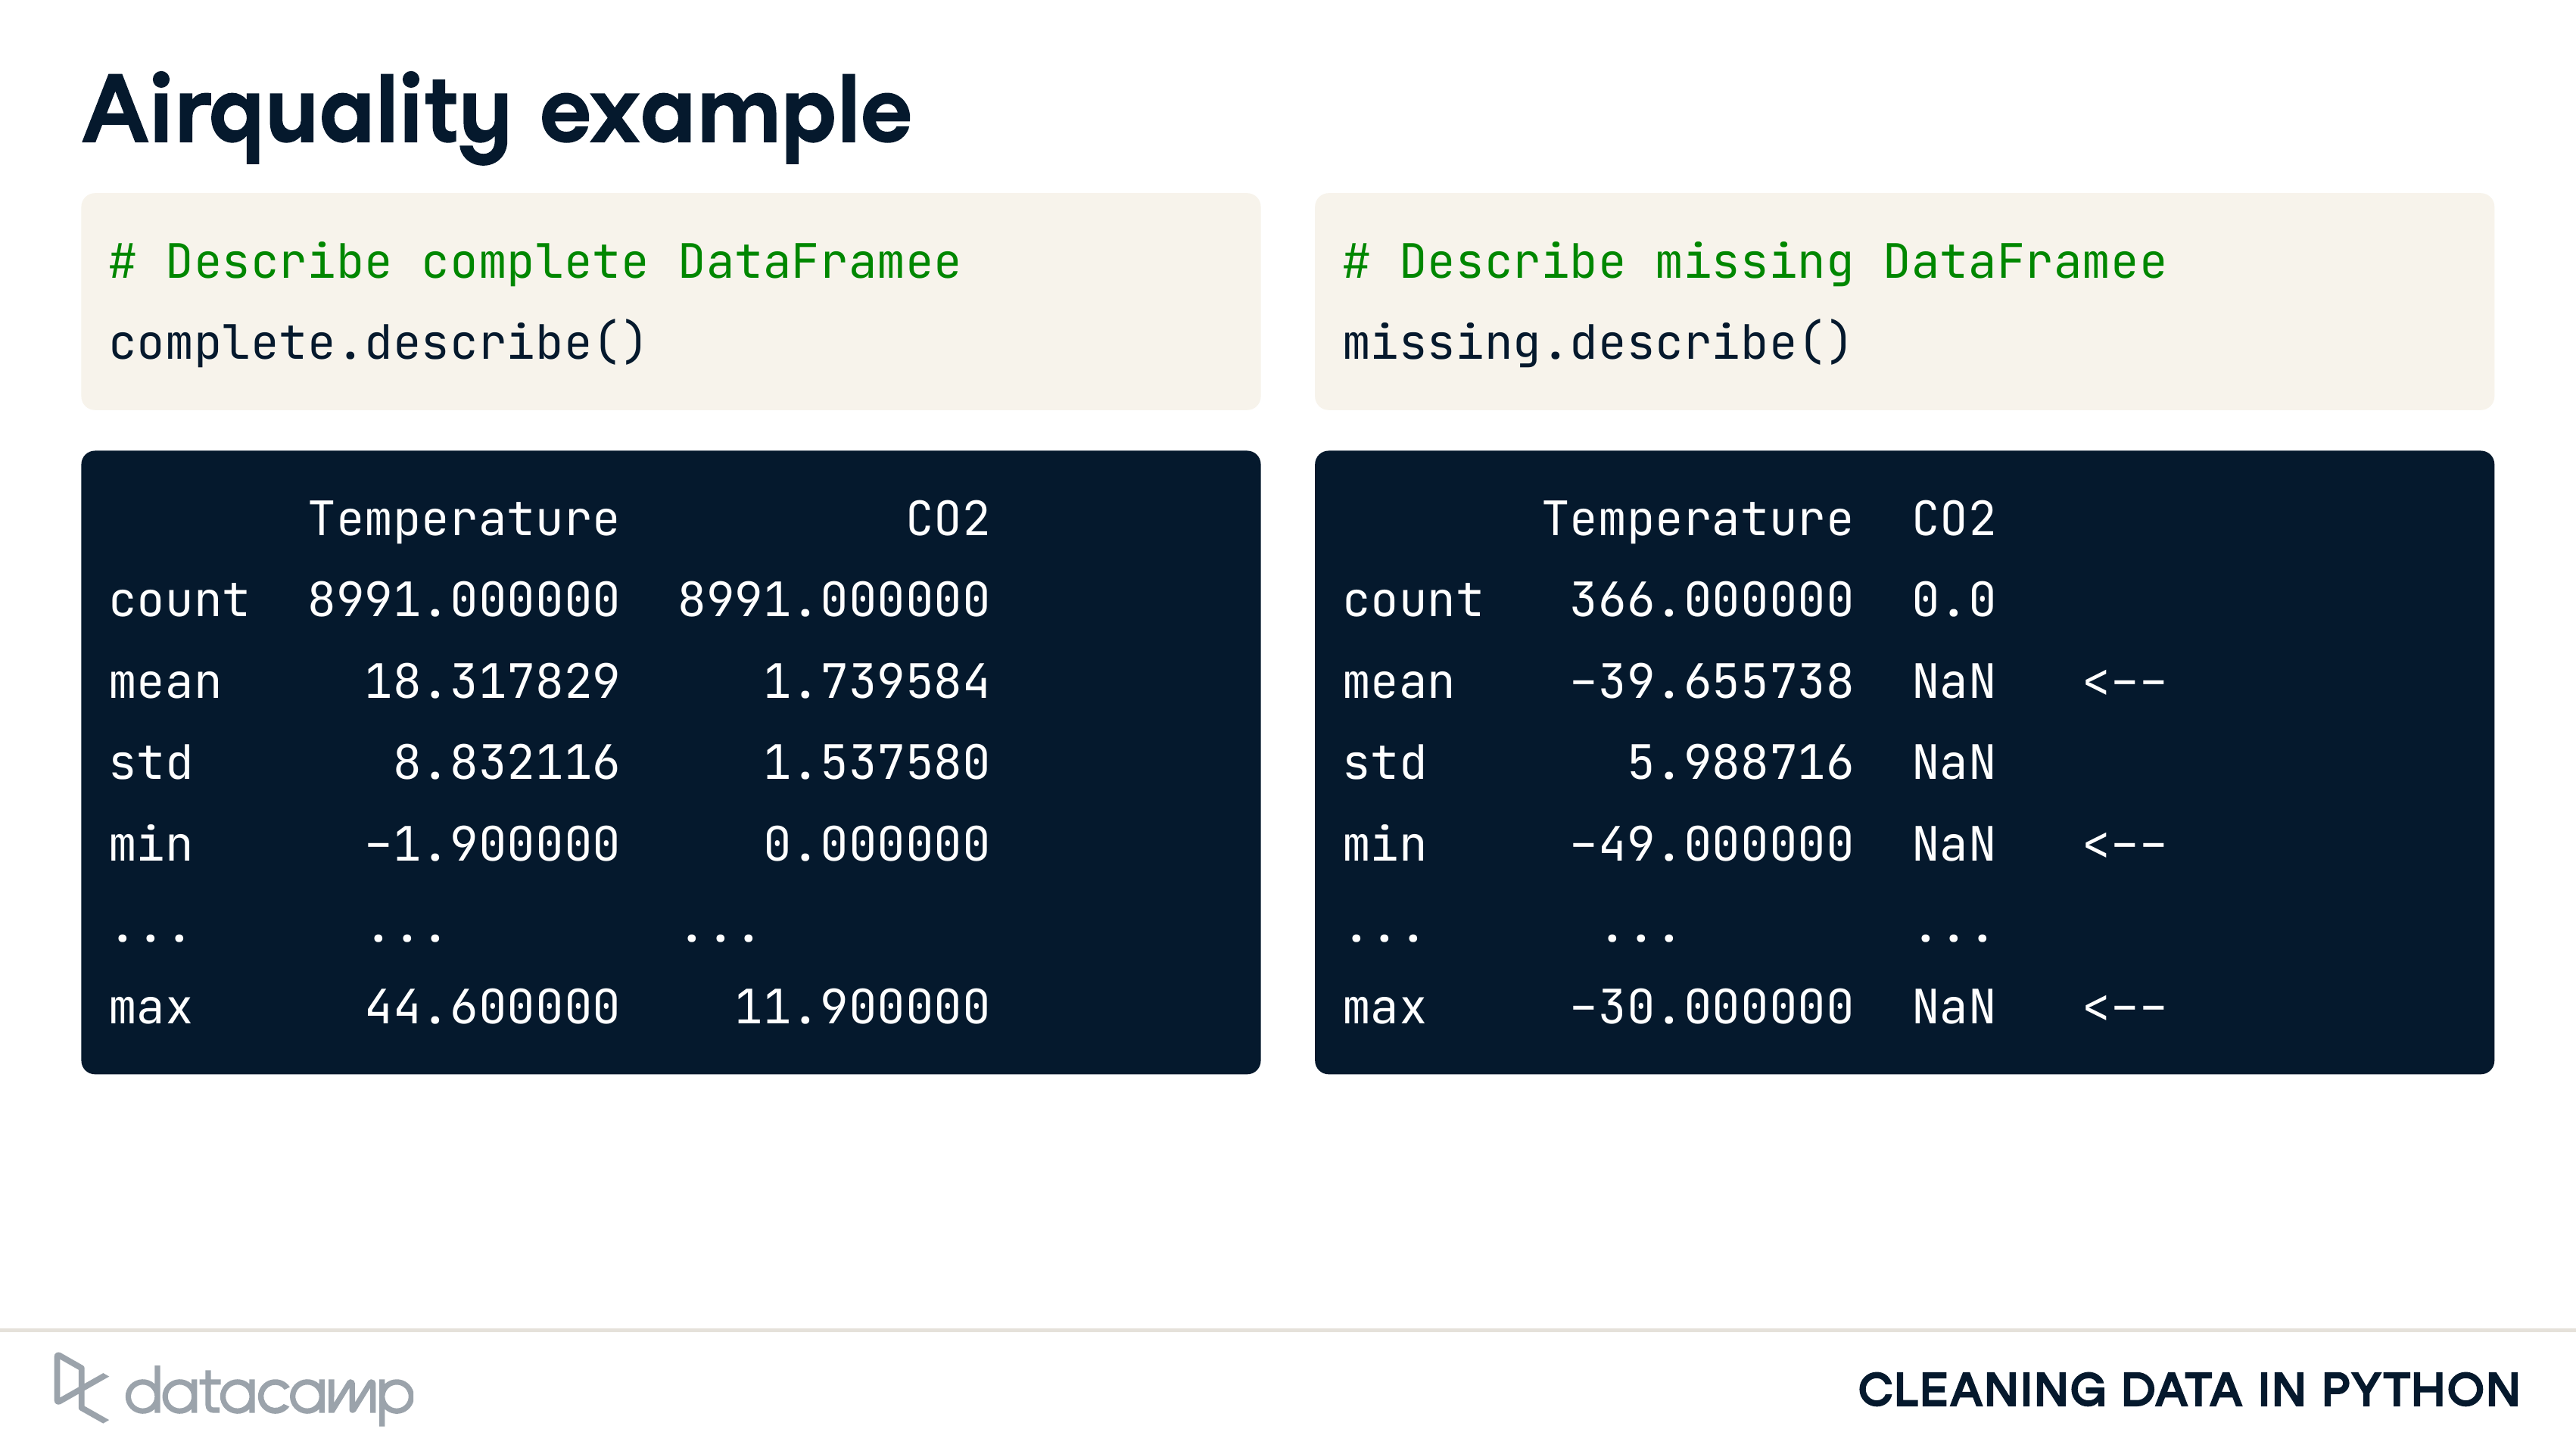 Airquality example
# Describe complete DataFramee
complete.describe()
Temperature CO2
count 8991.000000 8991.000000
mean 18.317829 1.739584
std 8.832116 1.537580
min -1.900000 0.000000
... ... ...
max 44.600000 11.900000
# Describe missing DataFramee
missing.describe()
Temperature CO2
count 366.000000 0.0
mean -39.655738 NaN <--
std 5.988716 NaN
min -49.000000 NaN <--
... ... ...
max -30.000000 NaN <--
datacamp
CLEANING DATA IN PYTHON